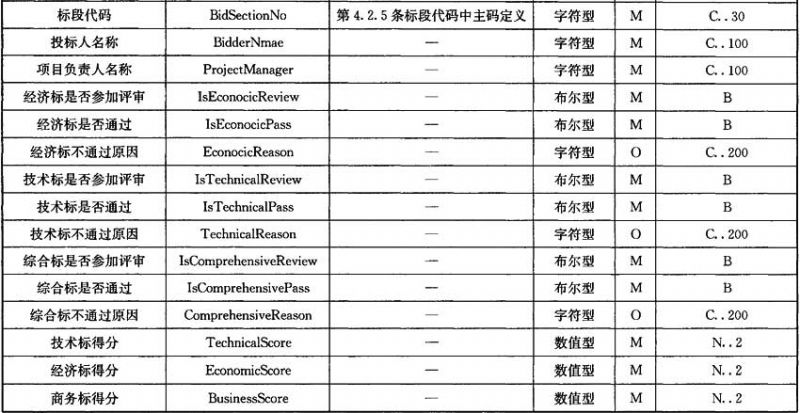 标段代码 BidSectionNo 第4.2.5条标段代码中主码定义 字符型 M C..30
投标人名称 BidderNmae — 字符型 M C..100
项目负责人名称 ProjectManager — 字符型 M C..100
经济标是否参加评审 IsEconocicReview — 布尔型 M B
经济标是否通过 IsEconocicPass — 布尔型 M B
经济标不通过原因 EconocicReason — 字符型 O C..200
技术标是否参加评审 IsTechnicalReview — 布尔型 M B
技术标是否通过 IsTechnicalPass — 布尔型 M B
技术标不通过原因 TechnicalReason — 字符型 O C..200
综合标是否参加评审 IsComprehensiveReview — 布尔型 M B
综合标是否通过 IsComprehensivePass — 布尔型 M B
综合标不通过原因 ComprehensiveReason — 字符型 O C..200
技术标得分 TechnicalScore — 数值型 M N..2
经济标得分 EconomicScore — 数值型 M N..2
商务标得分 BusinessScore — 数值型 M N..2